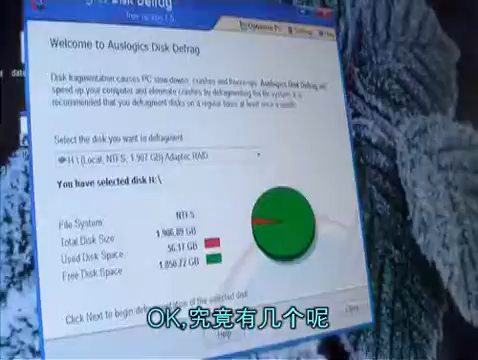 Disk Defrag
Welcome to Auslogics Disk Defrag
Disk fragmentation causes PC slow downs, crashes and freeze-ups. Auslogics Disk Defrag will
speed up your computer and eliminate crashes by defragmenting the file system. It is
recommended that you defragment disks on a regular basis at least once a month.
Select the disk you want to defragment
H:\ (Local, NTFS, 1,907 GB) Adaptec RAID
You have selected disk H:\
File System NTFS
Total Disk Size 1,906.89 GB
Used Disk Space 56.17 GB
Free Disk Space 1,850.72 GB
Click Next to begin defragmentation of the selected disk
OK,究竟有几个呢
Help